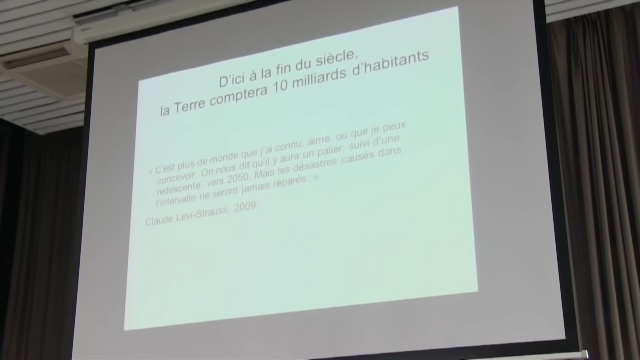 D'ici à la fin du siècle,
la Terre comptera 10 milliards d'habitants
« C'est plus de monde que j'ai connu, aimé, ou que je peux
concevoir. On nous dit qu'il y aura un palier, suivi d'une
redescente, vers 2050. Mais les désastres causés dans
l'intervalle ne seront jamais réparés. »
Claude Lévi-Strauss, 2009.